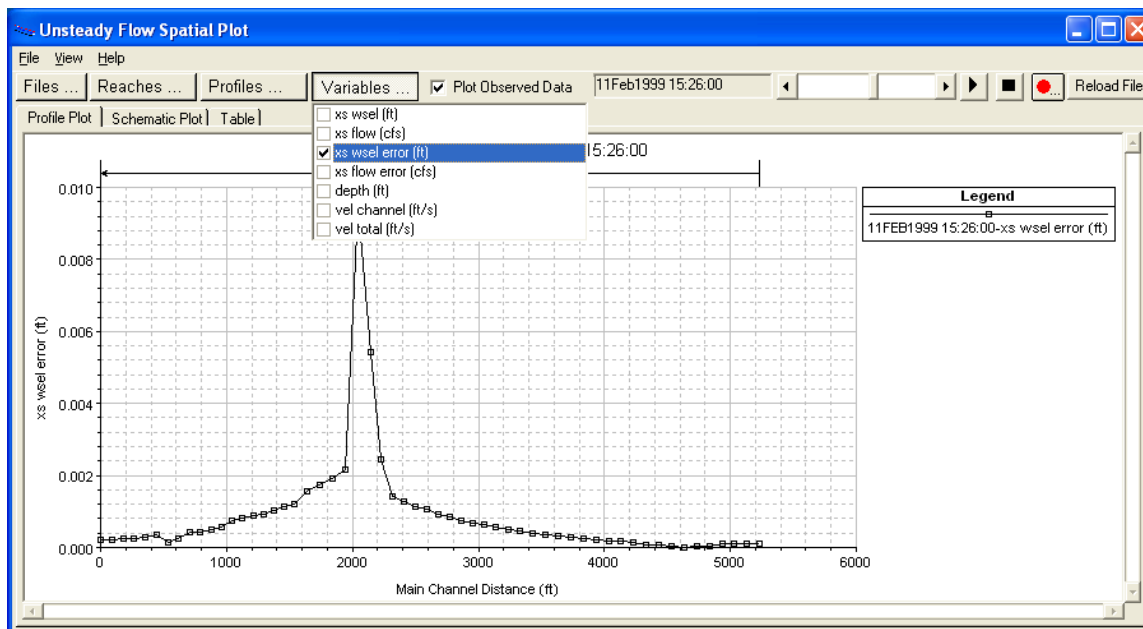 Unsteady Flow Spatial Plot
File View Help
Files ... Reaches ... Profiles ... Variables ... Plot Observed Data 11Feb1999 15:26:00 ... Reload File
Profile Plot Schematic Plot Table
xs wsel (ft)
xs flow (cfs)
xs wsel error (ft)
xs flow error (cfs)
depth (ft)
vel channel (ft/s)
vel total (ft/s)
15:26:00
0.010
0.008
0.006
0.004
0.002
0.000
xs wsel error (ft)
0 1000 2000 3000 4000 5000 6000
Main Channel Distance (ft)
Legend
11FEB1999 15:26:00-xs wsel error (ft)